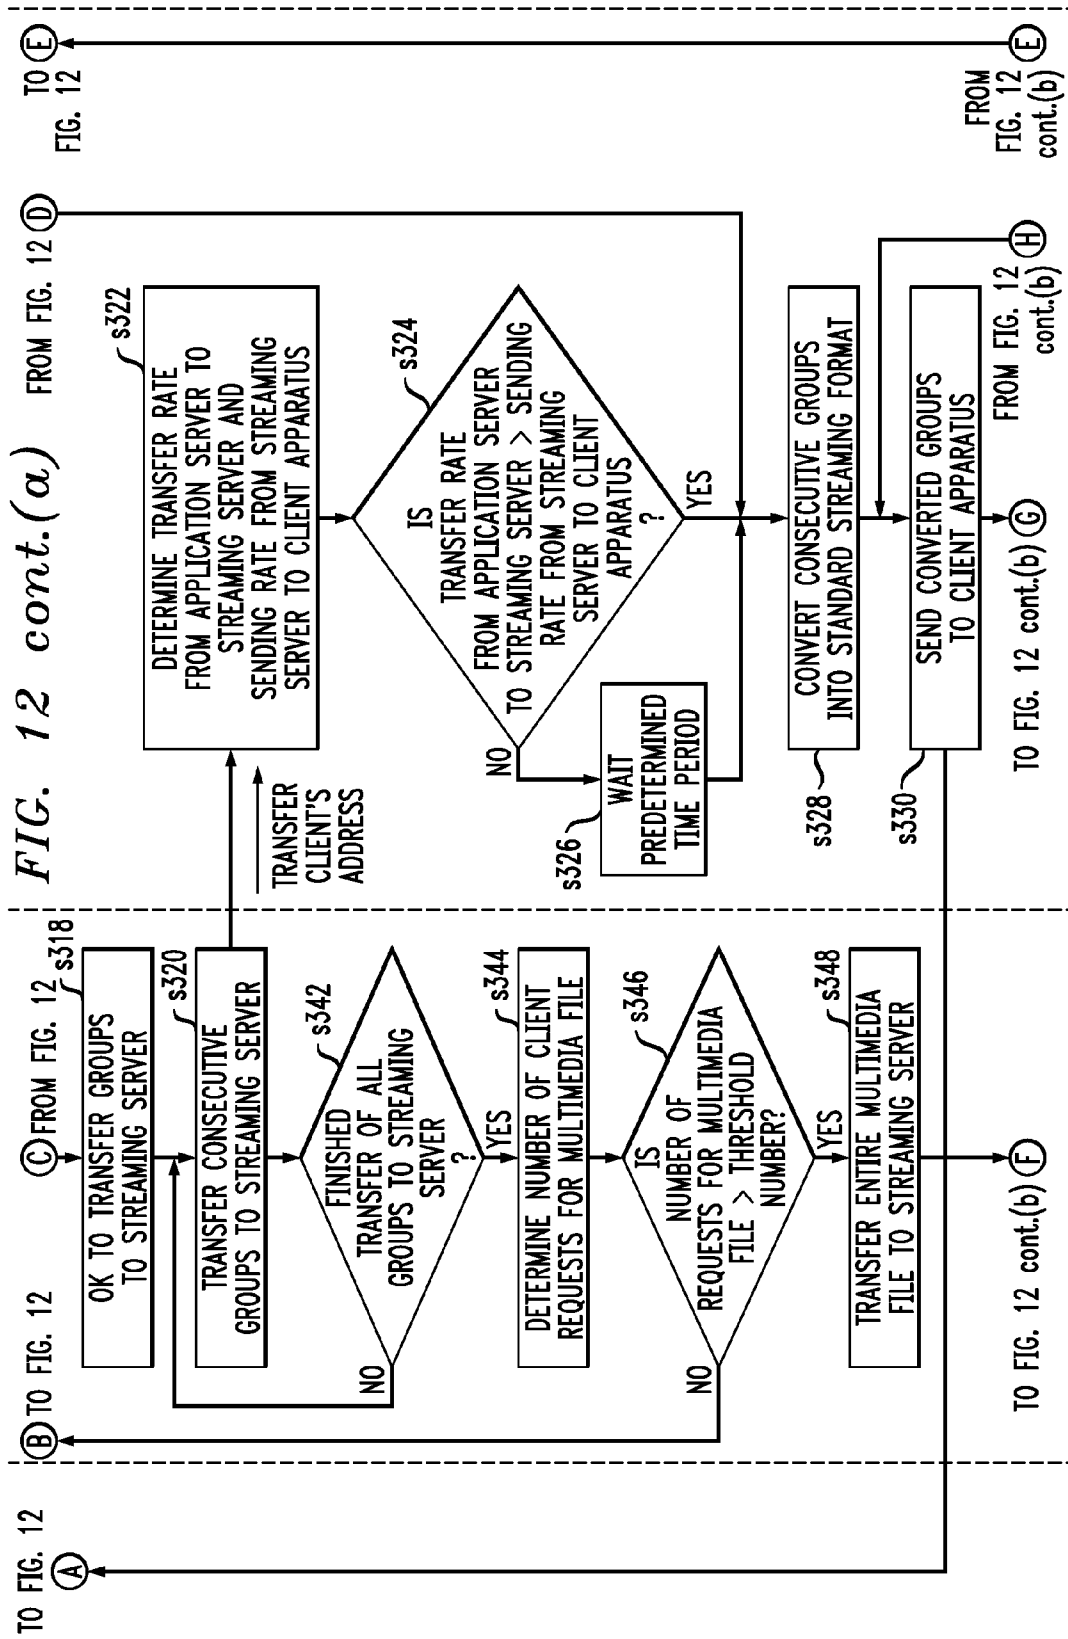 FIG. 12 cont.(a)
TO FIG. 12
A
B TO FIG. 12
C FROM FIG. 12
s318
OK TO TRANSFER GROUPS
TO STREAMING SERVER
s320
TRANSFER CONSECUTIVE
GROUPS TO STREAMING SERVER
s342
FINISHED
TRANSFER OF ALL
GROUPS TO STREAMING
SERVER
?
NO
YES
s344
DETERMINE NUMBER OF CLIENT
REQUESTS FOR MULTIMEDIA FILE
s346
IS
NUMBER OF
REQUESTS FOR MULTIMEDIA
FILE > THRESHOLD
NUMBER?
NO
YES
s348
TRANSFER ENTIRE MULTIMEDIA
FILE TO STREAMING SERVER
TO FIG. 12 cont.(b) F
TRANSFER
CLIENT'S
ADDRESS
FROM FIG. 12 D
s322
DETERMINE TRANSFER RATE
FROM APPLICATION SERVER TO
STREAMING SERVER AND
SENDING RATE FROM STREAMING
SERVER TO CLIENT APPARATUS
s324
IS
TRANSFER RATE
FROM APPLICATION SERVER
TO STREAMING SERVER > SENDING
RATE FROM STREAMING
SERVER TO CLIENT
APPARATUS
?
NO
YES
s326
WAIT
PREDETERMINED
TIME PERIOD
s328
CONVERT CONSECUTIVE GROUPS
INTO STANDARD STREAMING FORMAT
s330
SEND CONVERTED GROUPS
TO CLIENT APPARATUS
TO FIG. 12 cont.(b) G
H
FROM FIG. 12
cont.(b)
TO E
FIG. 12
E
FROM
FIG. 12
cont.(b)